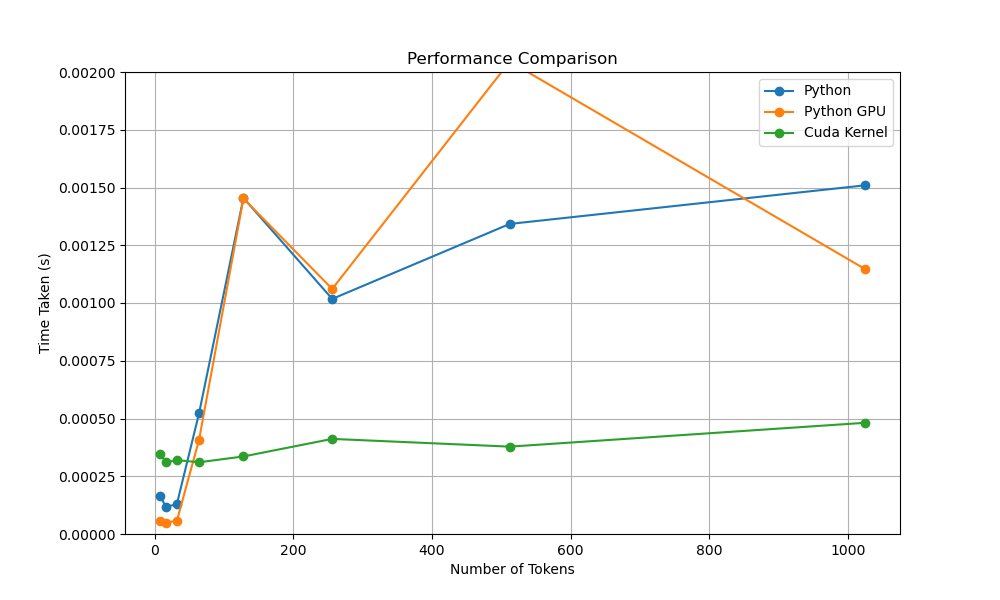 Performance Comparison
Python
Python GPU
Cuda Kernel
Time Taken (s)
0.00200
0.00175
0.00150
0.00125
0.00100
0.00075
0.00050
0.00025
0.00000
0 200 400 600 800 1000
Number of Tokens